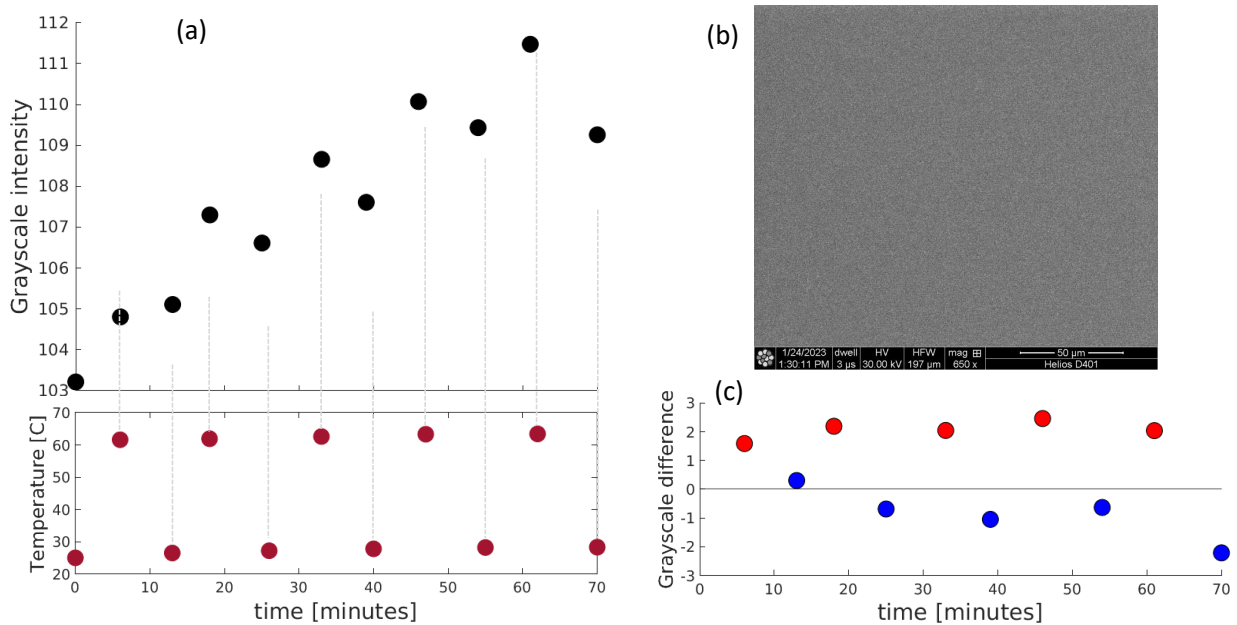 (a)
112
111
110
109
108
107
106
105
104
103
Grayscale intensity
70
60
50
40
30
20
Temperature [C]
0 10 20 30 40 50 60 70
time [minutes]
(b)
1/24/2023 dwell HV HFW mag ⊞ 50 µm
1:30:11 PM 3 µs 30.00 kV 197 µm 650 x Helios D401
(c)
3
2
1
0
-1
-2
-3
Grayscale difference
0 10 20 30 40 50 60 70
time [minutes]